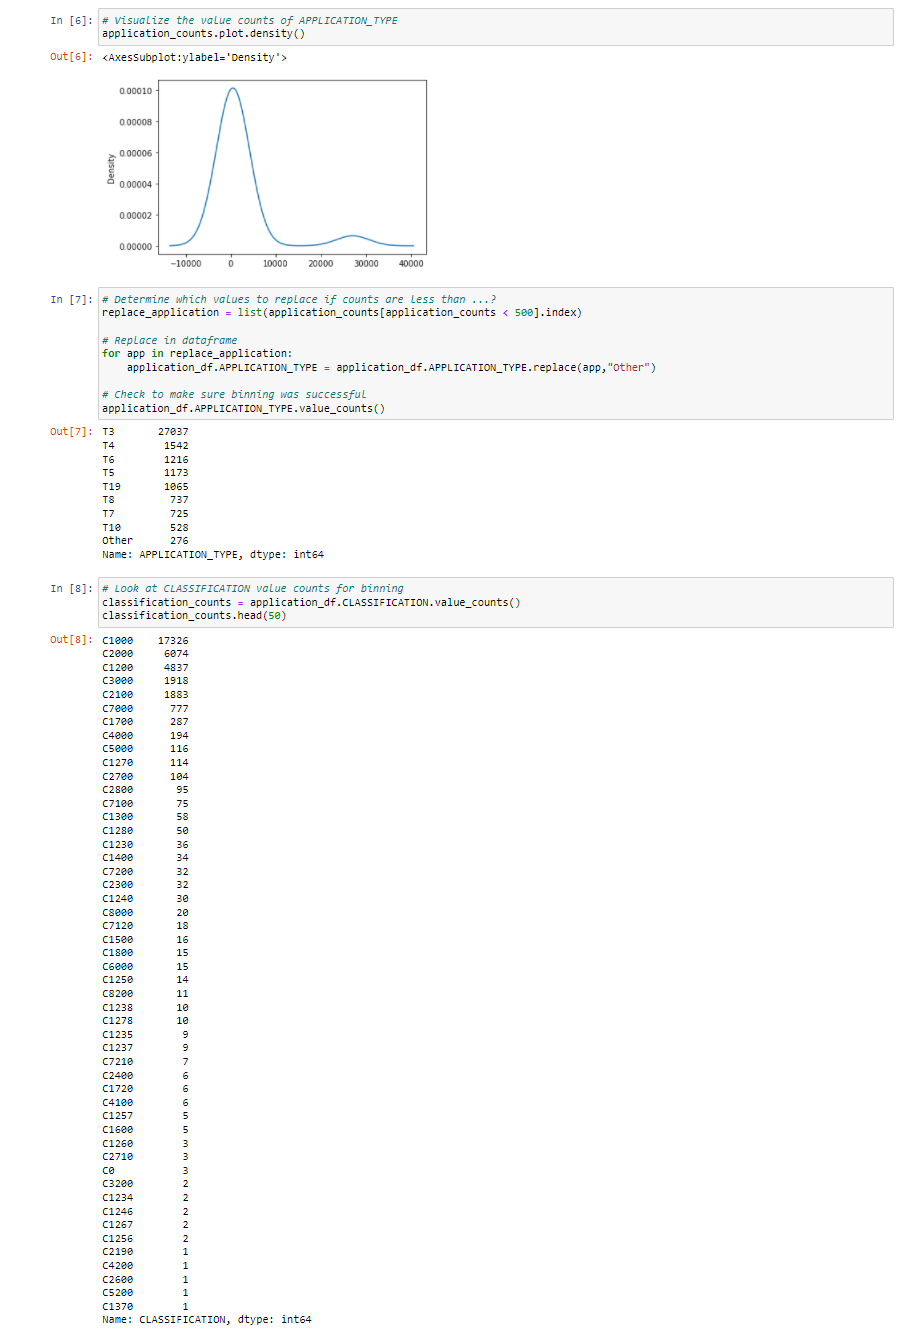 In [6]: # Visualize the value counts of APPLICATION_TYPE
application_counts.plot.density()
Out[6]: <AxesSubplot:ylabel='Density'>
0.00010
0.00008
0.00006
0.00004
0.00002
0.00000
Density
−10000 0 10000 20000 30000 40000
In [7]: # Determine which values to replace if counts are less than ...?
replace_application = list(application_counts[application_counts < 500].index)
# Replace in dataframe
for app in replace_application:
application_df.APPLICATION_TYPE = application_df.APPLICATION_TYPE.replace(app,"Other")
# Check to make sure binning was successful
application_df.APPLICATION_TYPE.value_counts()
Out[7]: T3 27037
T4 1542
T6 1216
T5 1173
T19 1065
T8 737
T7 725
T10 528
Other 276
Name: APPLICATION_TYPE, dtype: int64
In [8]: # Look at CLASSIFICATION value counts for binning
classification_counts = application_df.CLASSIFICATION.value_counts()
classification_counts.head(50)
Out[8]: C1000 17326
C2000 6074
C1200 4837
C3000 1918
C2100 1883
C7000 777
C1700 287
C4000 194
C5000 116
C1270 114
C2700 104
C2800 95
C7100 75
C1300 58
C1280 50
C1230 36
C1400 34
C7200 32
C2300 32
C1240 30
C8000 20
C7120 18
C1500 16
C1800 15
C6000 15
C1250 14
C8200 11
C1238 10
C1278 10
C1235 9
C1237 9
C7210 7
C2400 6
C1720 6
C4100 6
C1257 5
C1600 5
C1260 3
C2710 3
C0 3
C3200 2
C1234 2
C1246 2
C1267 2
C1256 2
C2190 1
C4200 1
C2600 1
C5200 1
C1370 1
Name: CLASSIFICATION, dtype: int64